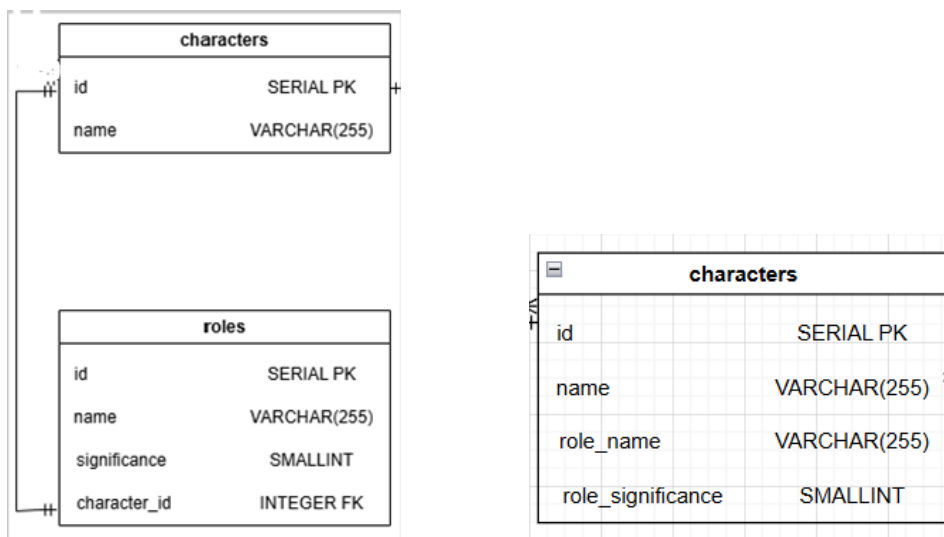 characters
id SERIAL PK
name VARCHAR(255)
roles
id SERIAL PK
name VARCHAR(255)
significance SMALLINT
character_id INTEGER FK
characters
id SERIAL PK
name VARCHAR(255)
role_name VARCHAR(255)
role_significance SMALLINT